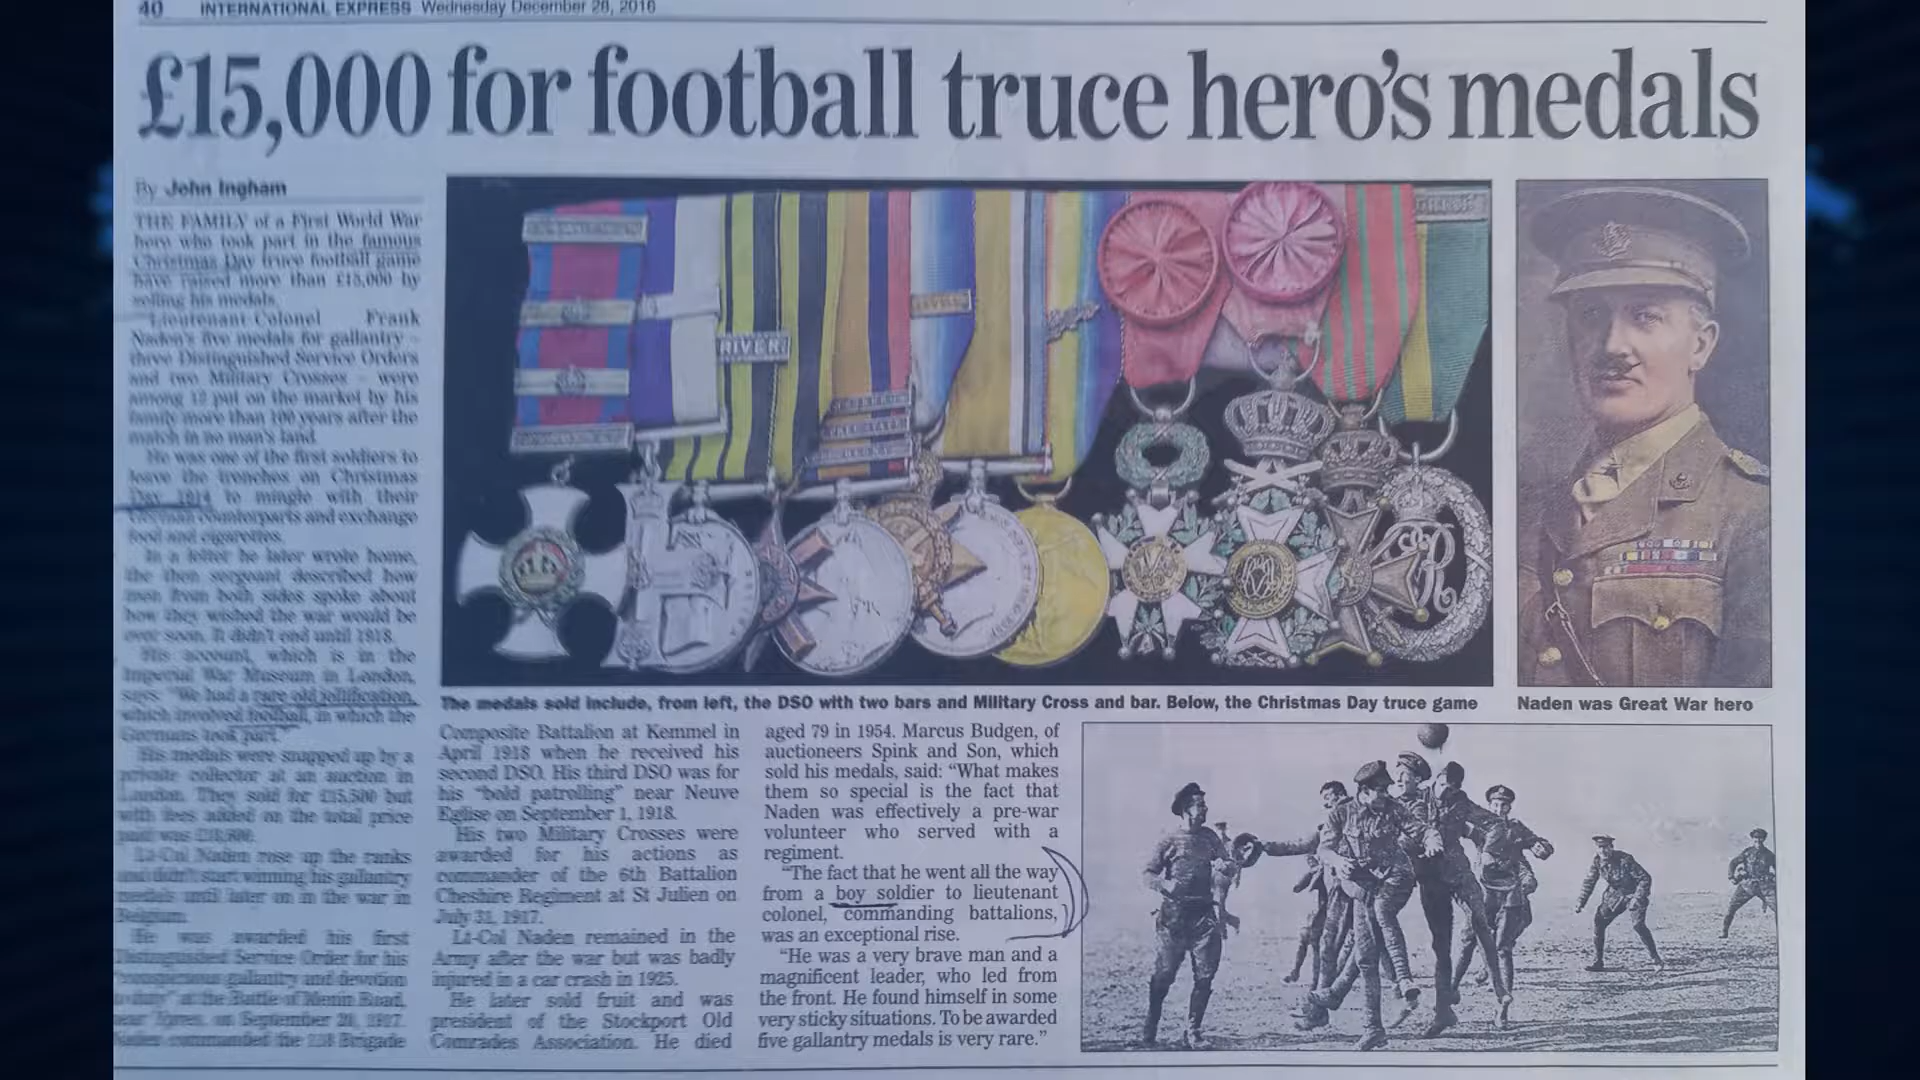 40 INTERNATIONAL EXPRESS Wednesday December 28, 2016
£15,000 for football truce hero's medals
By John Ingham
THE FAMILY of a First World War
hero who took part in the famous
Christmas Day truce football game
have raised more than £15,000 by
selling his medals.
Lieutenant Colonel Frank
Naden's five medals for gallantry –
three Distinguished Service Orders
and two Military Crosses – were
among 12 put on the market by his
family more than 100 years after the
match in no man's land.
He was one of the first soldiers to
leave the trenches on Christmas
Day 1914 to mingle with their
German counterparts and exchange
food and cigarettes.
In a letter he later wrote home,
the then sergeant described how
men from both sides spoke about
how they wished the war would be
over soon. It didn't end until 1918.
His account, which is in the
Imperial War Museum in London,
says: "We had a rare old jollification,
which involved football, in which the
Germans took part."
His medals were snapped up by a
private collector at an auction in
London. They sold for £15,500 but
with fees added on the total price
paid was £18,600.
Lt-Col Naden rose up the ranks
and didn't start winning his gallantry
medals until later on in the war in
Belgium.
He was awarded his first
Distinguished Service Order for his
"conspicuous gallantry and devotion
to duty" at the Battle of Menin Road,
near Ypres, on September 20, 1917.
Naden commanded the Brigade
RIVER
The medals sold include, from left, the DSO with two bars and Military Cross and bar. Below, the Christmas Day truce game
Naden was Great War hero
Composite Battalion at Kemmel in
April 1918 when he received his
second DSO. His third DSO was for
his "bold patrolling" near Neuve
Eglise on September 1, 1918.
His two Military Crosses were
awarded for his actions as
commander of the 6th Battalion
Cheshire Regiment at St Julien on
July 31, 1917.
Lt-Col Naden remained in the
Army after the war but was badly
injured in a car crash in 1925.
He later sold fruit and was
president of the Stockport Old
Comrades Association. He died
aged 79 in 1954. Marcus Budgen, of
auctioneers Spink and Son, which
sold his medals, said: "What makes
them so special is the fact that
Naden was effectively a pre-war
volunteer who served with a
regiment.
"The fact that he went all the way
from a boy soldier to lieutenant
colonel, commanding battalions,
was an exceptional rise.
"He was a very brave man and a
magnificent leader, who led from
the front. He found himself in some
very sticky situations. To be awarded
five gallantry medals is very rare."